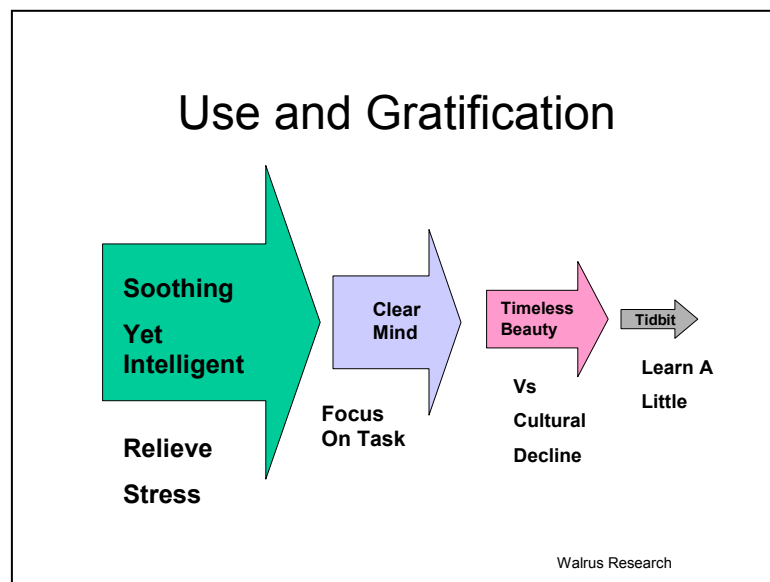 Use and Gratification
Soothing
Yet
Intelligent
Relieve
Stress
Clear
Mind
Focus
On Task
Timeless
Beauty
Vs
Cultural
Decline
Tidbit
Learn A
Little
Walrus Research